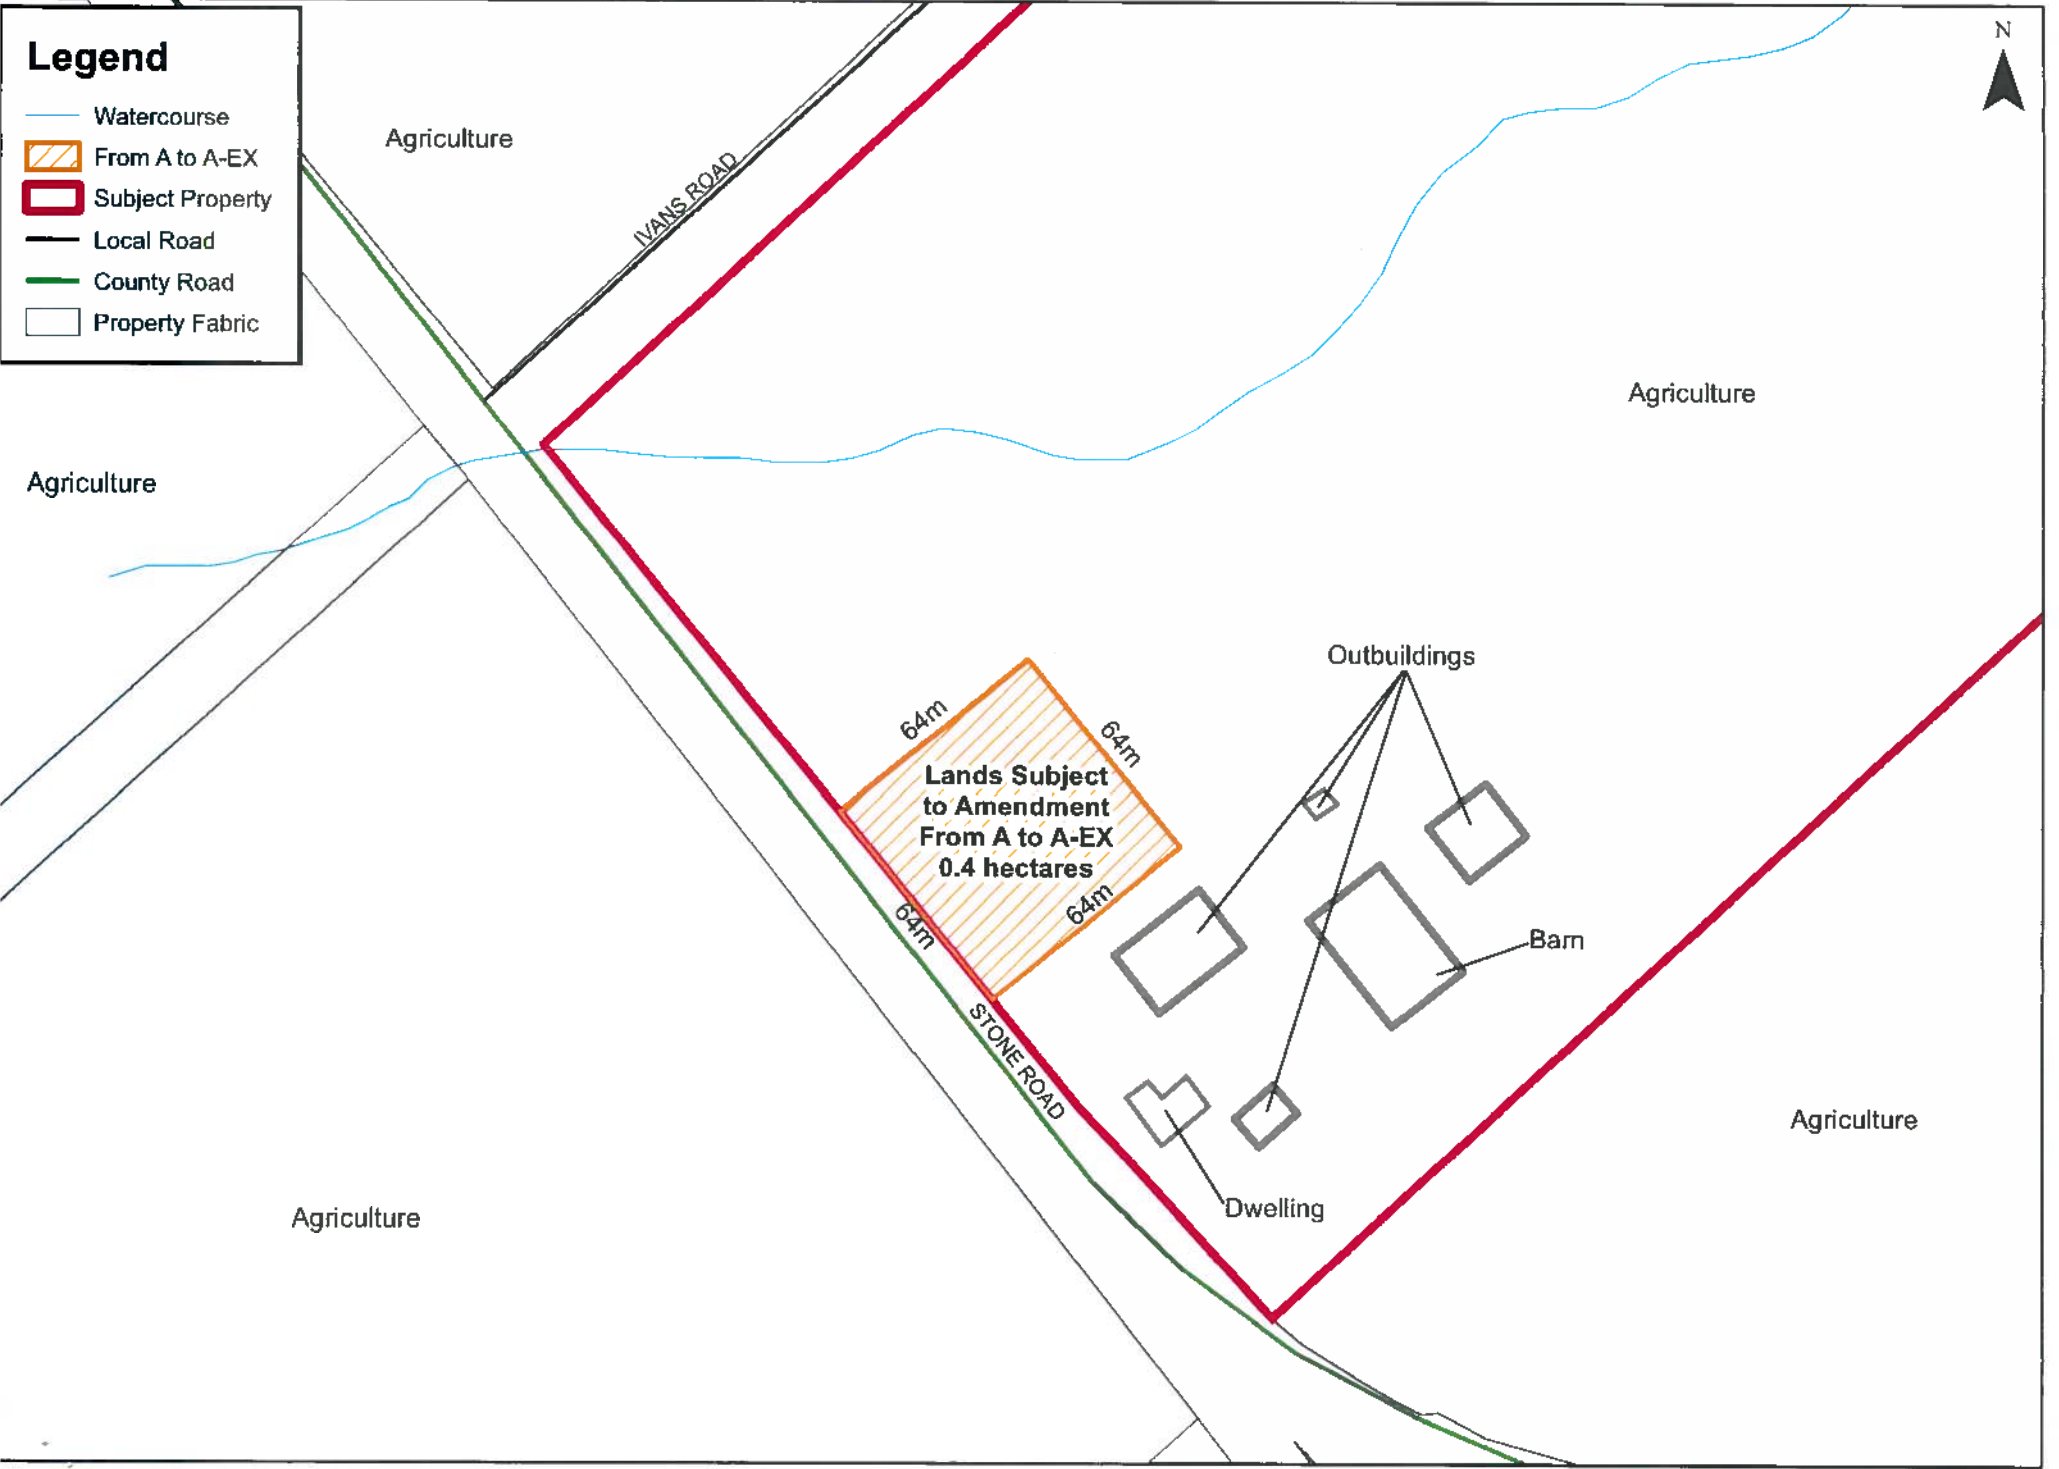 Legend
Watercourse
From A to A-EX
Subject Property
Local Road
County Road
Property Fabric
N
Agriculture
IVANS ROAD
Agriculture
Agriculture
Outbuildings
64m
64m
Lands Subject
to Amendment
From A to A-EX
0.4 hectares
64m
64m
Barn
STONE ROAD
Agriculture
Dwelling
Agriculture